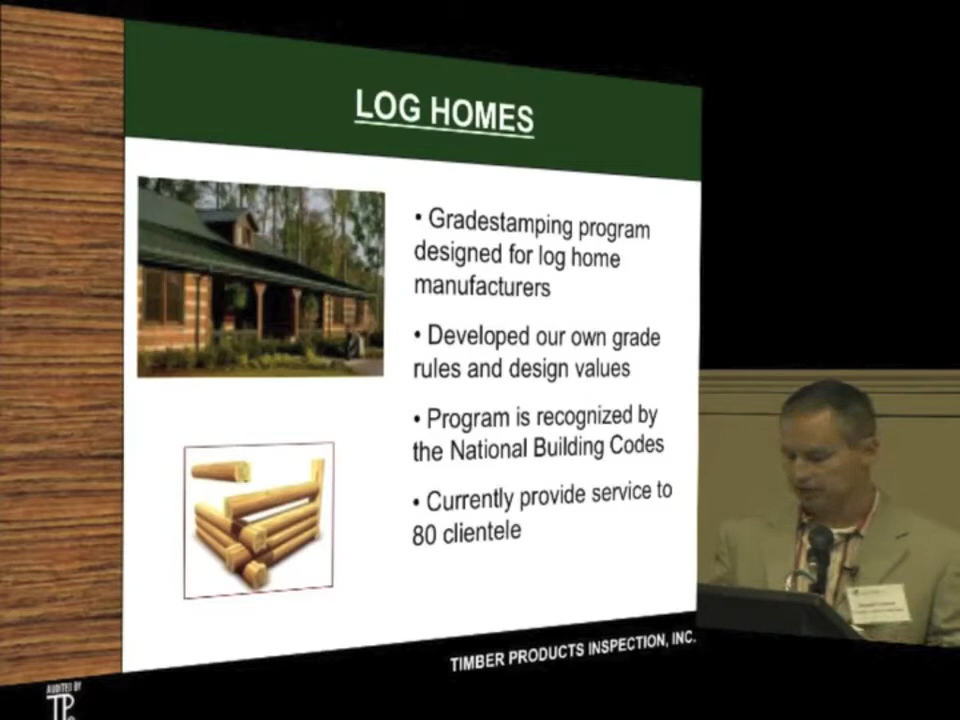 LOG HOMES
• Gradestamping program
designed for log home
manufacturers
• Developed our own grade
rules and design values
• Program is recognized by
the National Building Codes
• Currently provide service to
80 clientele
TIMBER PRODUCTS INSPECTION, INC.
AUDITED BY
TP